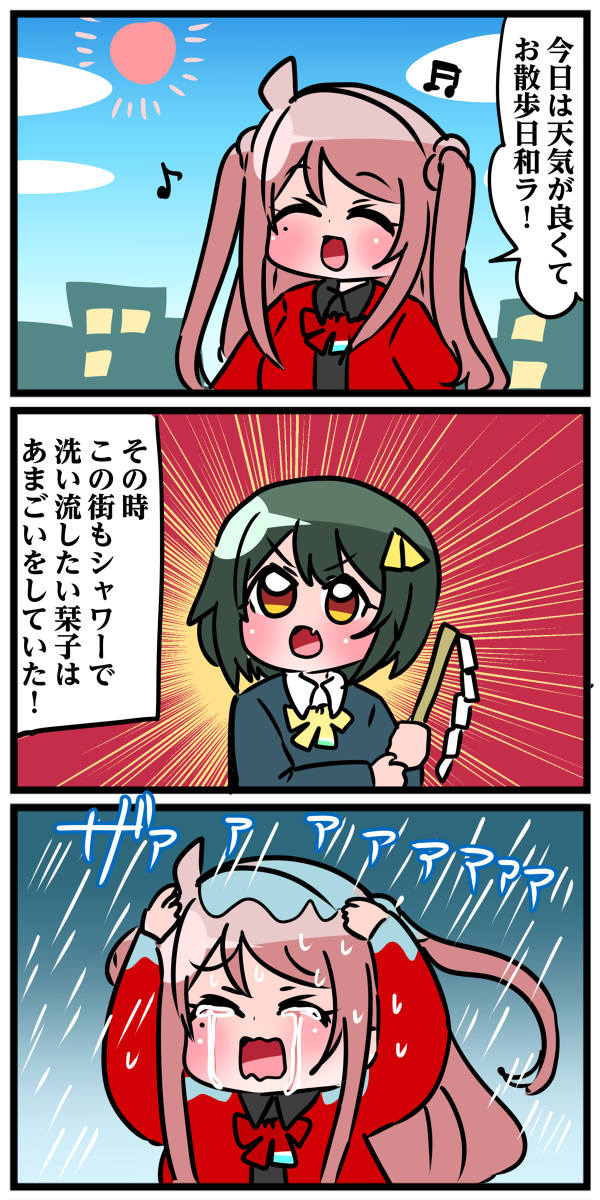 今日は天気が良くて
お散歩日和ラ!
その時
この街もシャワーで
洗い流したい栞子は
あまごいをしていた!
ザァァァァァァァァ